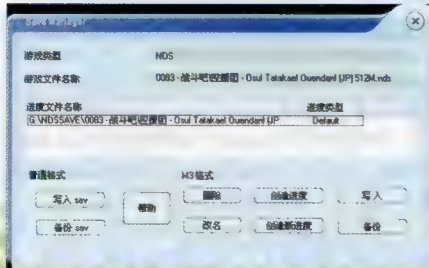 Save Manager
游戏类型 NDS
游戏文件名称 0083 -战斗吧!应援团 - Osu! Tatakae! Ouendan! (JP) 512M.nds
进度文件名称 进度类型
G:\NDSSAVE\0083 -战斗吧!应援团 - Osu! Tatakae! Ouendan! (JP Default
普通格式 M3格式
写入 sav 帮助 删除 创建进度 写入
备份 sav 改名 创建新进度 备份